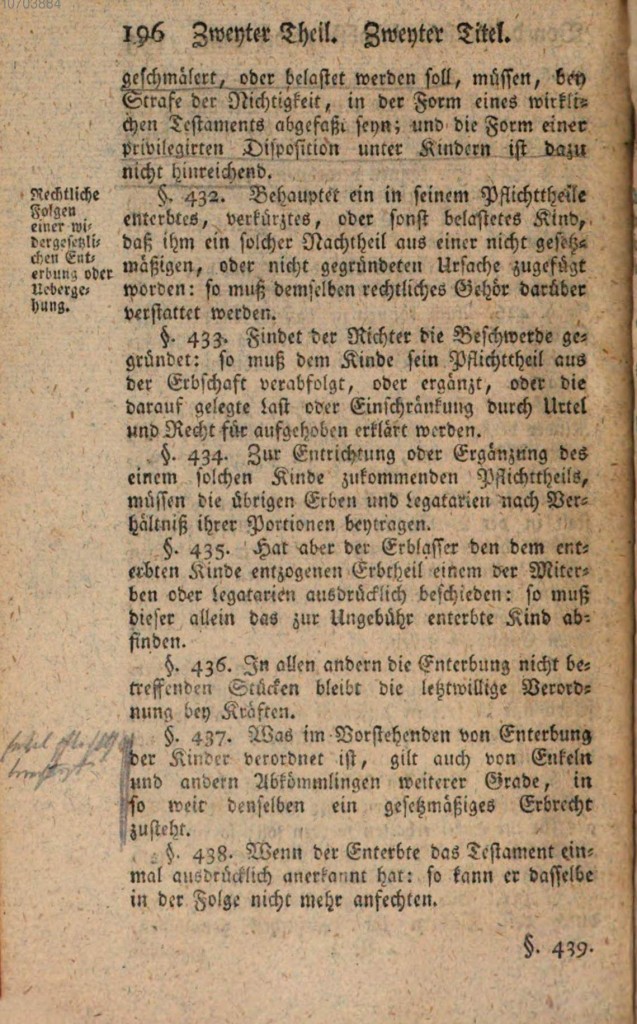 10703884
196 Zweyter Theil. Zweyter Titel.
geschmälert, oder belastet werden soll, müssen, bey
Strafe der Nichtigkeit, in der Form eines wirkli-
chen Testaments abgefaßt seyn; und die Form einer
privilegirten Disposition unter Kindern ist dazu
nicht hinreichend.
Rechtliche
Folgen
einer wi-
dergesetzli-
chen Ent-
erbung oder
Ueberge-
hung.
§. 432. Behauptet ein in seinem Pflichttheile
enterbtes, verkürztes, oder sonst belastetes Kind,
daß ihm ein solcher Nachtheil aus einer nicht gesetz-
mäßigen, oder nicht gegründeten Ursache zugefügt
worden: so muß demselben rechtliches Gehör darüber
verstattet werden.
§. 433. Findet der Richter die Beschwerde ge-
gründet: so muß dem Kinde sein Pflichttheil aus
der Erbschaft verabfolgt, oder ergänzt, oder die
darauf gelegte Last oder Einschränkung durch Urtel
und Recht für aufgehoben erklärt werden.
§. 434. Zur Entrichtung oder Ergänzung des
einem solchen Kinde zukommenden Pflichttheils,
müssen die übrigen Erben und Legatarien nach Ver-
hältniß ihrer Portionen beytragen.
§. 435. Hat aber der Erblasser den dem ent-
erbten Kinde entzogenen Erbtheil einem der Miter-
ben oder Legatarien ausdrücklich beschieden: so muß
dieser allein das zur Ungebühr enterbte Kind ab-
finden.
§. 436. In allen andern die Enterbung nicht be-
treffenden Stücken bleibt die letztwillige Verord-
nung bey Kräften.
§. 437. Was im Vorstehenden von Enterbung
der Kinder verordnet ist, gilt auch von Enkeln
und andern Abkömmlingen weiterer Grade, in
so weit denselben ein gesetzmäßiges Erbrecht
zusteht.
§. 438. Wenn der Enterbte das Testament ein-
mal ausdrücklich anerkannt hat: so kann er dasselbe
in der Folge nicht mehr anfechten.
§. 439.